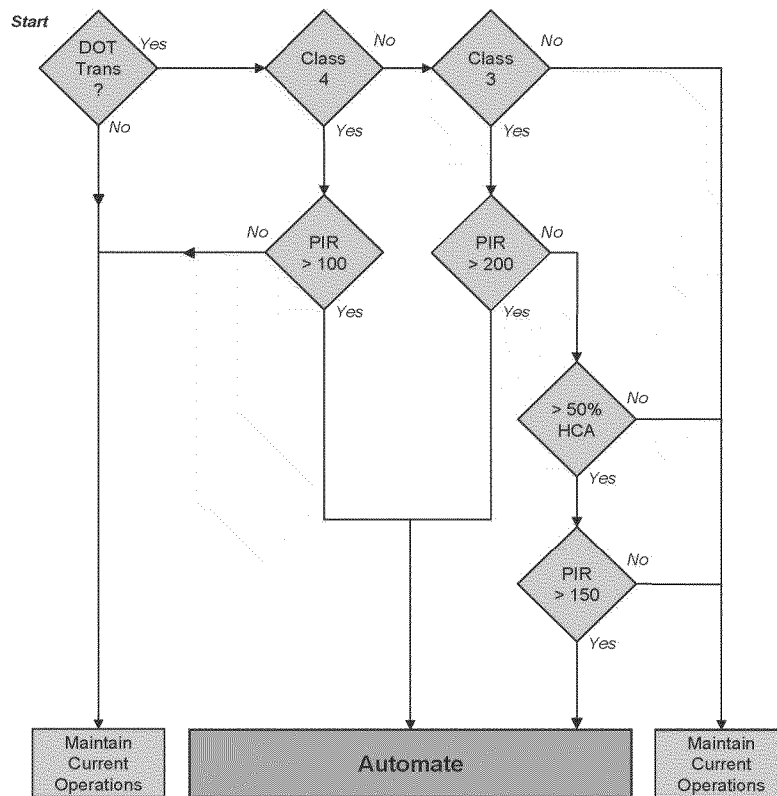 Start
DOT
Trans
?
Yes
No
Class
4
No
Yes
Class
3
No
Yes
PIR
> 100
No
Yes
PIR
> 200
No
Yes
> 50%
HCA
No
Yes
PIR
> 150
No
Yes
Maintain
Current
Operations
Automate
Maintain
Current
Operations